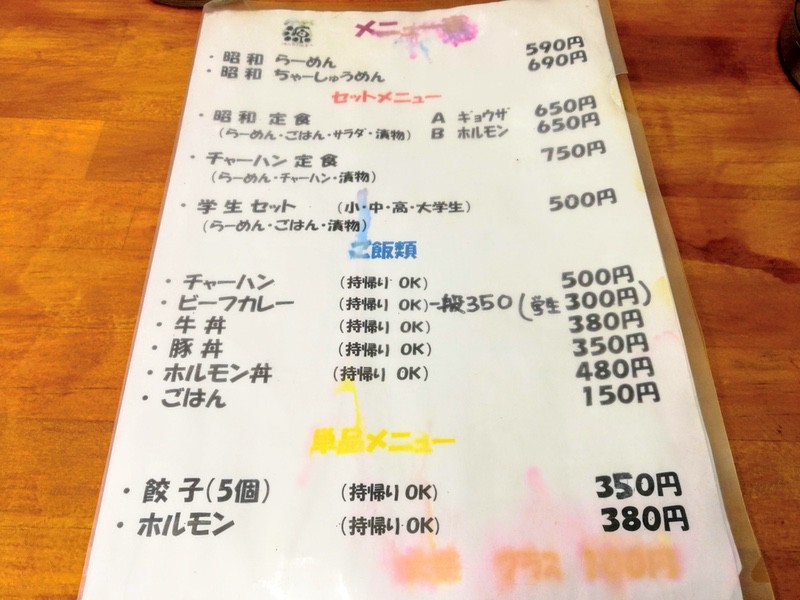 源 メニュー表
・昭和 らーめん 590円
・昭和 ちゃーしゅうめん 690円
セットメニュー
・昭和 定食 A ギョウザ 650円
(らーめん・ごはん・サラダ・漬物) B ホルモン 650円
・チャーハン 定食 750円
(らーめん・チャーハン・漬物)
・学生 セット (小・中・高・大学生) 500円
(らーめん・ごはん・漬物)
ご飯類
・チャーハン (持帰り OK) 500円
・ビーフカレー (持帰り OK) 一般350 (学生 300円)
・牛 丼 (持帰り OK) 380円
・豚 丼 (持帰り OK) 350円
・ホルモン丼 (持帰り OK) 480円
・ごはん 150円
単品メニュー
・餃 子(5個) (持帰り OK) 350円
・ホルモン (持帰り OK) 380円
プラス 100円